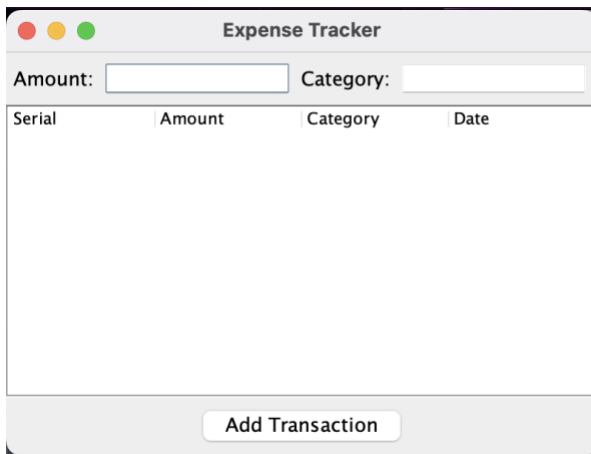 Expense Tracker
Amount: Category:
Serial Amount Category Date
Add Transaction